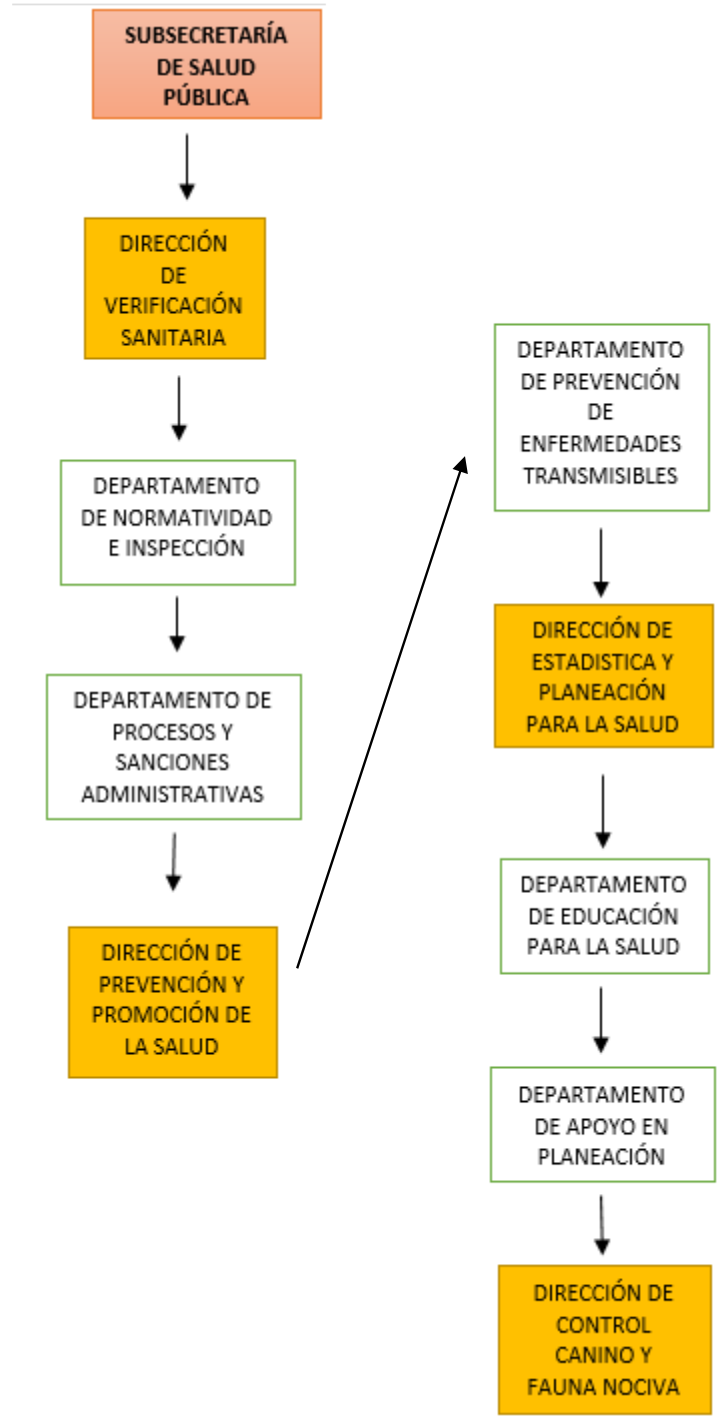 SUBSECRETARÍA
DE SALUD
PÚBLICA
DIRECCIÓN
DE
VERIFICACIÓN
SANITARIA
DEPARTAMENTO
DE NORMATIVIDAD
E INSPECCIÓN
DEPARTAMENTO DE
PROCESOS Y
SANCIONES
ADMINISTRATIVAS
DIRECCIÓN DE
PREVENCIÓN Y
PROMOCIÓN DE
LA SALUD
DEPARTAMENTO
DE PREVENCIÓN
DE
ENFERMEDADES
TRANSMISIBLES
DIRECCIÓN DE
ESTADISTICA Y
PLANEACIÓN
PARA LA SALUD
DEPARTAMENTO
DE EDUCACIÓN
PARA LA SALUD
DEPARTAMENTO
DE APOYO EN
PLANEACIÓN
DIRECCIÓN DE
CONTROL
CANINO Y
FAUNA NOCIVA